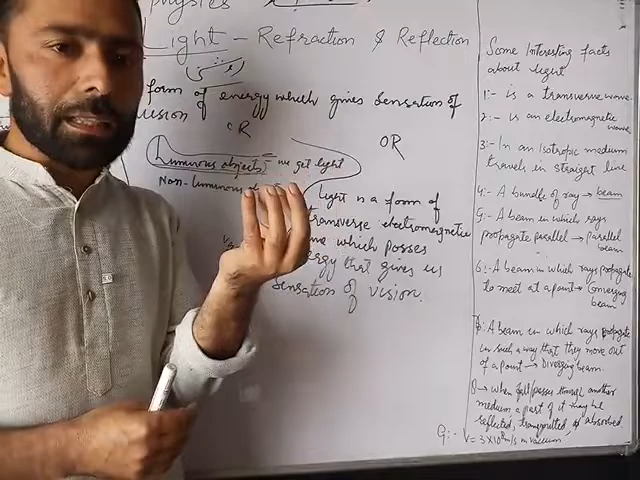 Physics
Light - Refraction & Reflection
روشنی
form of energy which gives sensation of
vision
OR
Luminous objects = we get light
Non-luminous
OR
light is a form of
transverse electromagnetic
which posses
energy that gives us
sensation of vision.
Some Interesting facts
about light
1:- is a transverse wave
2:- is an electromagnetic
wave
3:- In an isotropic medium
travels in straight line
4:- A bundle of ray → beam
5:- A beam in which rays
propagate parallel → parallel
beam
6:- A beam in which rays propagate
to meet at a point → converging
beam
7:- A beam in which rays propagate
in such a way that they move out
of a point → Diverging beam.
8 → when fall/passes through another
medium, a part of it may be
reflected, transmitted, or absorbed
9:- V = 3×10⁸ m/s in vacuum